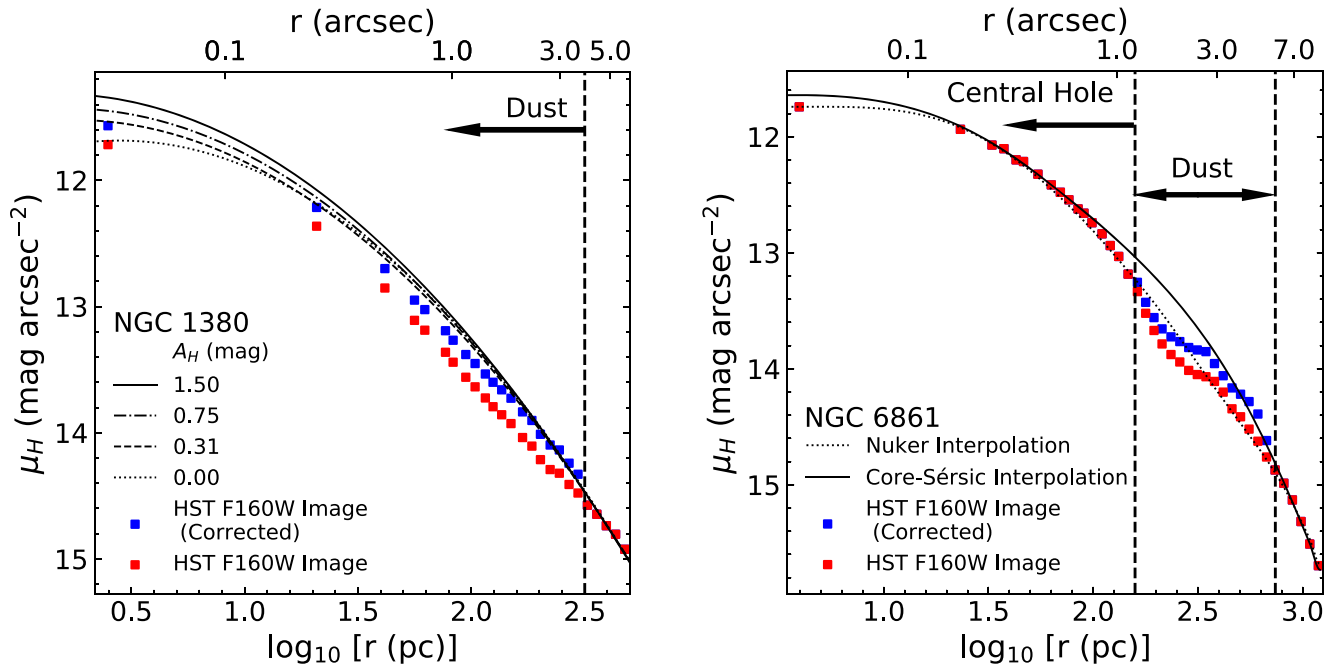 r (arcsec)
0.1 1.0 3.0 5.0
Dust
12
13
14
15
μH (mag arcsec−2)
NGC 1380
AH (mag)
1.50
0.75
0.31
0.00
HST F160W Image
(Corrected)
HST F160W Image
0.5 1.0 1.5 2.0 2.5
log10 [r (pc)]
r (arcsec)
0.1 1.0 3.0 7.0
Central Hole
Dust
12
13
14
15
μH (mag arcsec−2)
NGC 6861
Nuker Interpolation
Core-Sérsic Interpolation
HST F160W Image
(Corrected)
HST F160W Image
1.0 1.5 2.0 2.5 3.0
log10 [r (pc)]